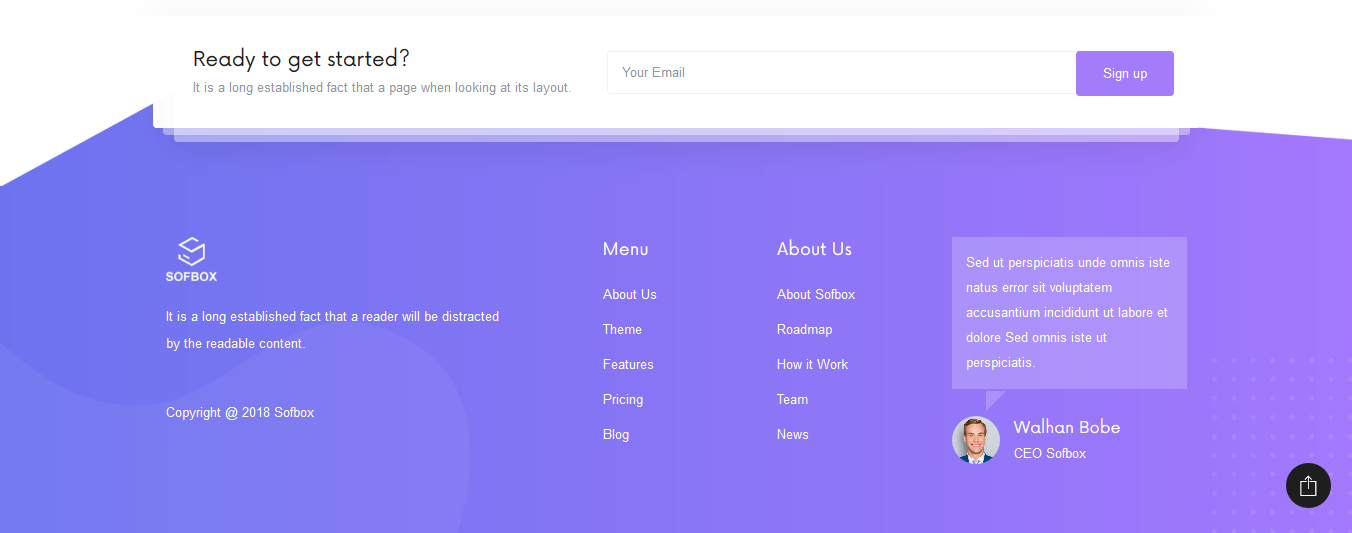 Ready to get started?
It is a long established fact that a page when looking at its layout.
Your Email
Sign up
SOFBOX
It is a long established fact that a reader will be distracted
by the readable content.
Copyright @ 2018 Sofbox
Menu
About Us
Theme
Features
Pricing
Blog
About Us
About Sofbox
Roadmap
How it Work
Team
News
Sed ut perspiciatis unde omnis iste
natus error sit voluptatem
accusantium incididunt ut labore et
dolore Sed omnis iste ut
perspiciatis.
Walhan Bobe
CEO Sofbox